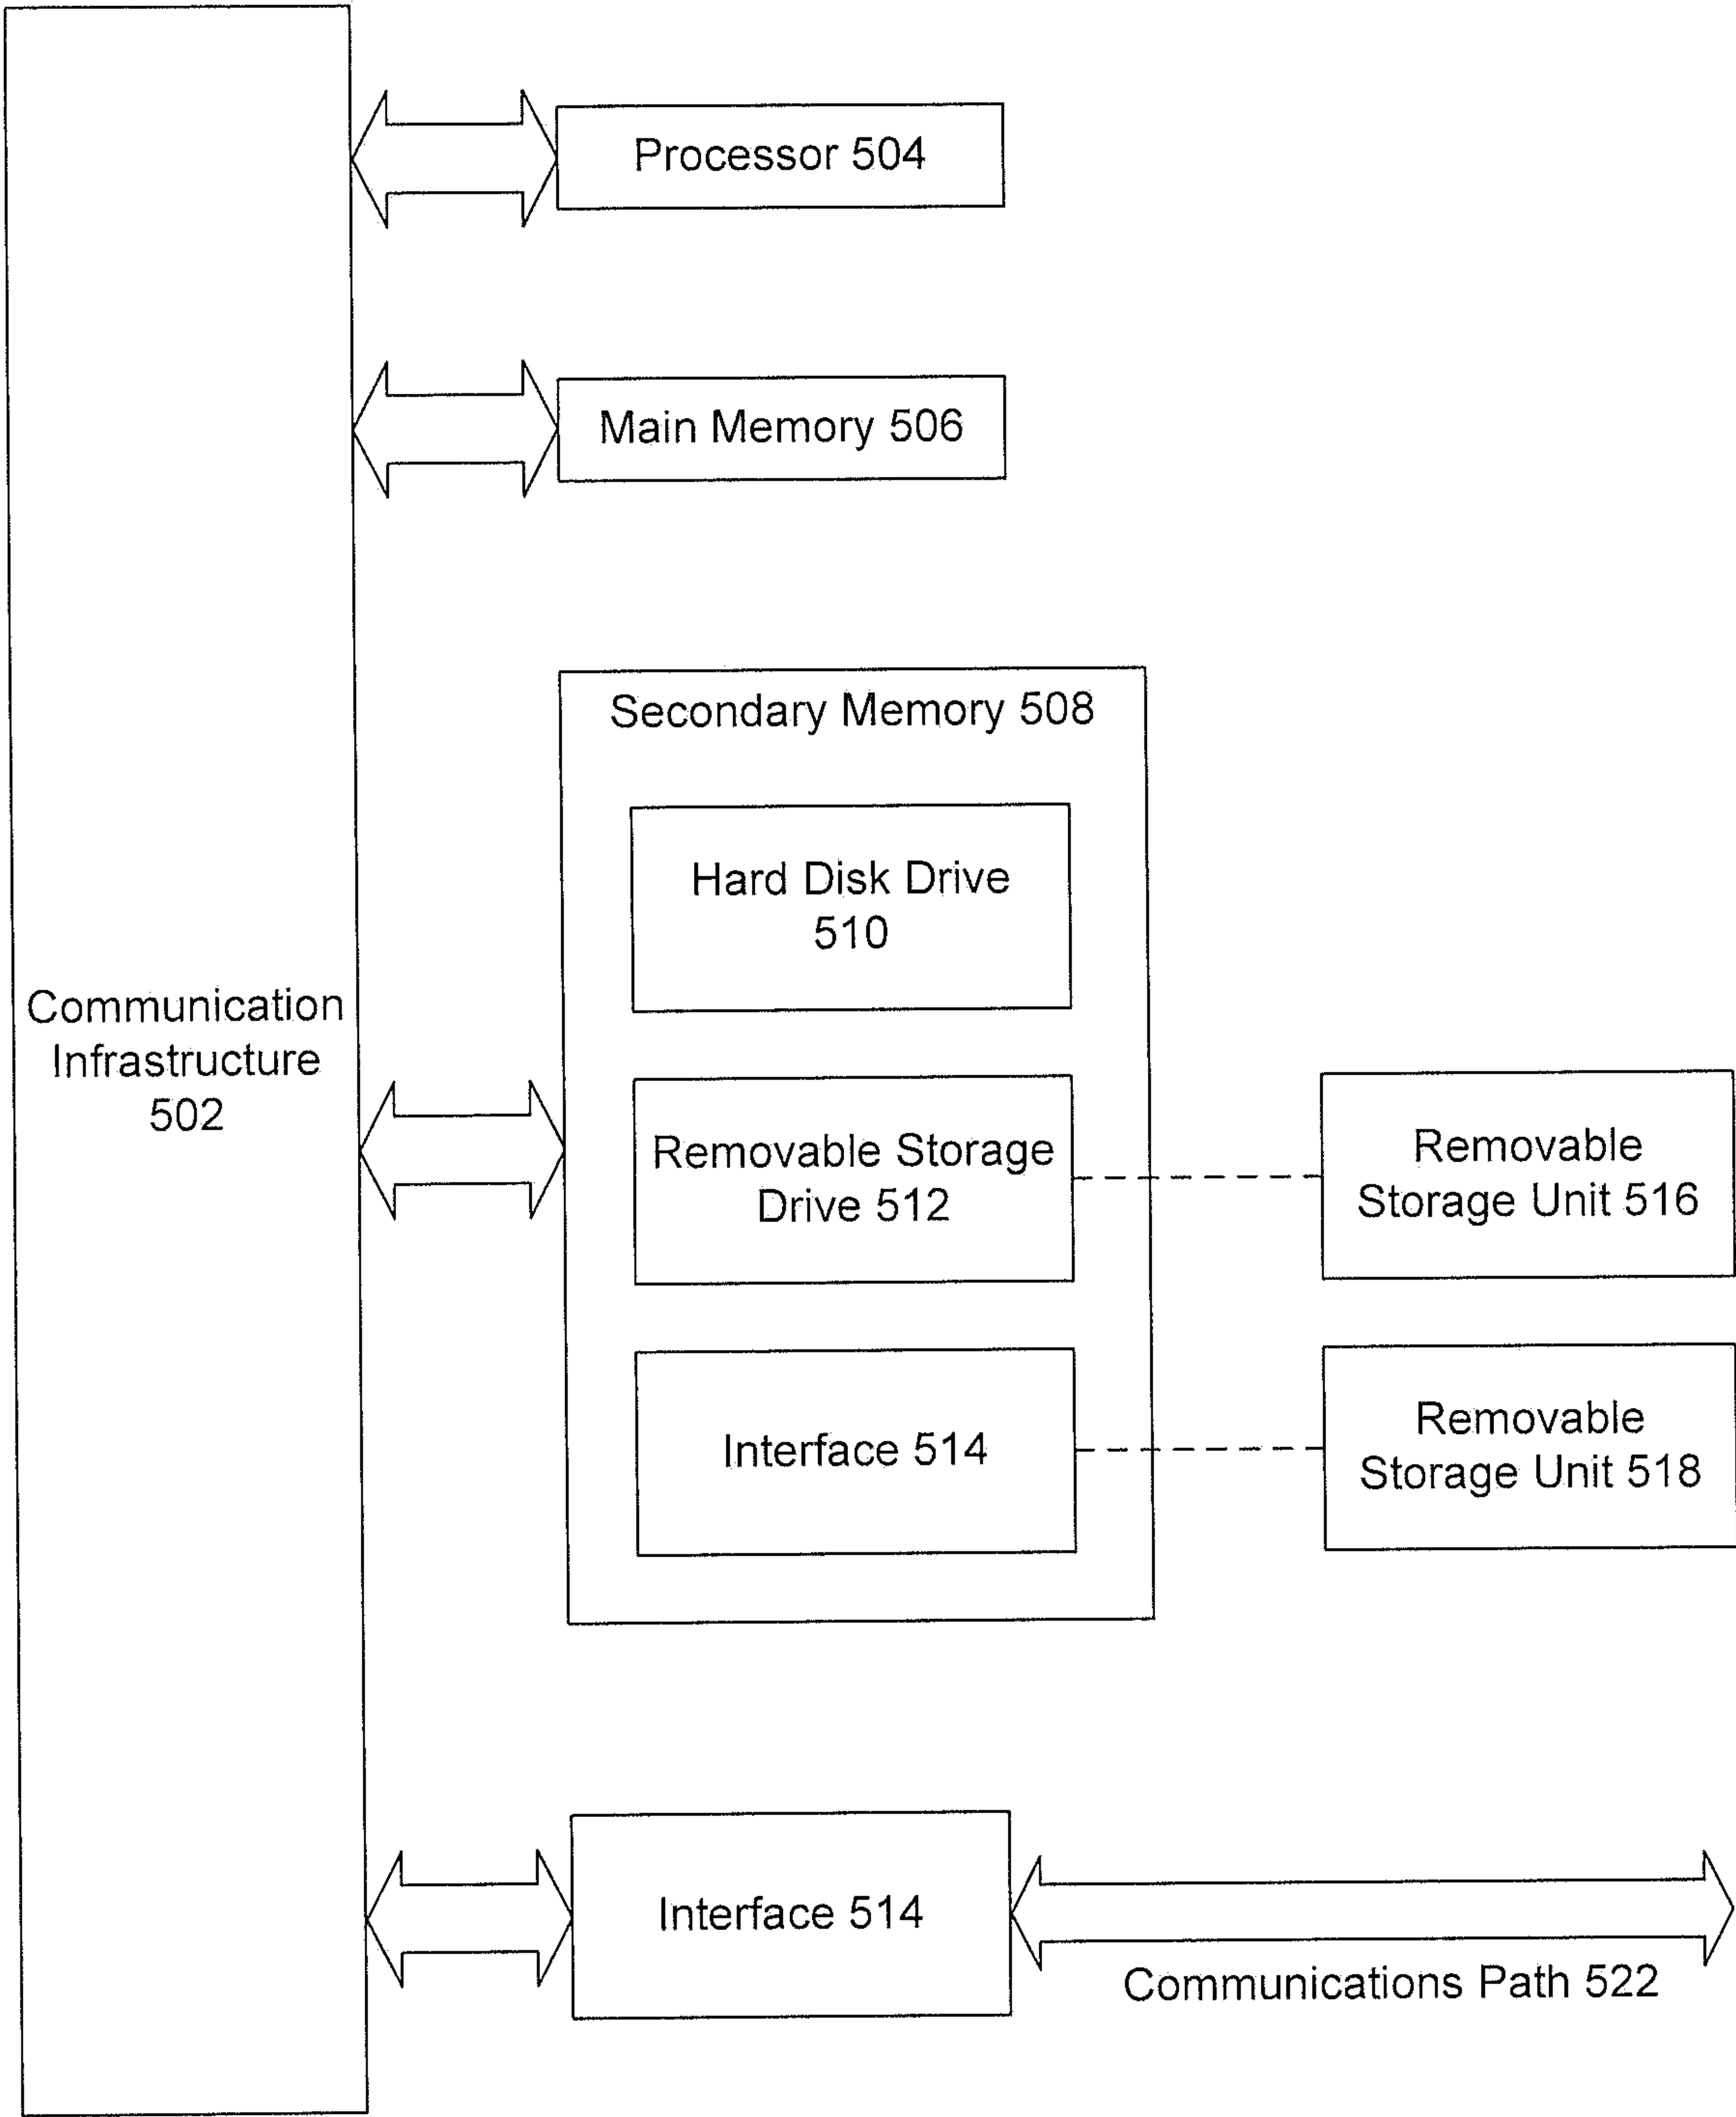 Processor 504
Main Memory 506
Secondary Memory 508
Hard Disk Drive
510
Communication
Infrastructure
502
Removable Storage
Drive 512
Removable
Storage Unit 516
Interface 514
Removable
Storage Unit 518
Interface 514
Communications Path 522